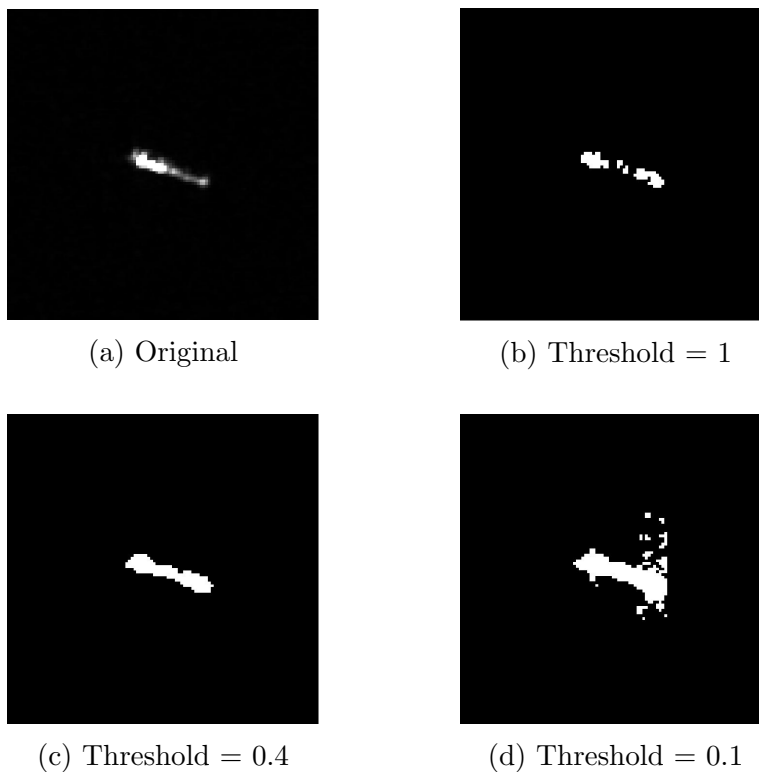 (a) Original
(b) Threshold = 1
(c) Threshold = 0.4
(d) Threshold = 0.1